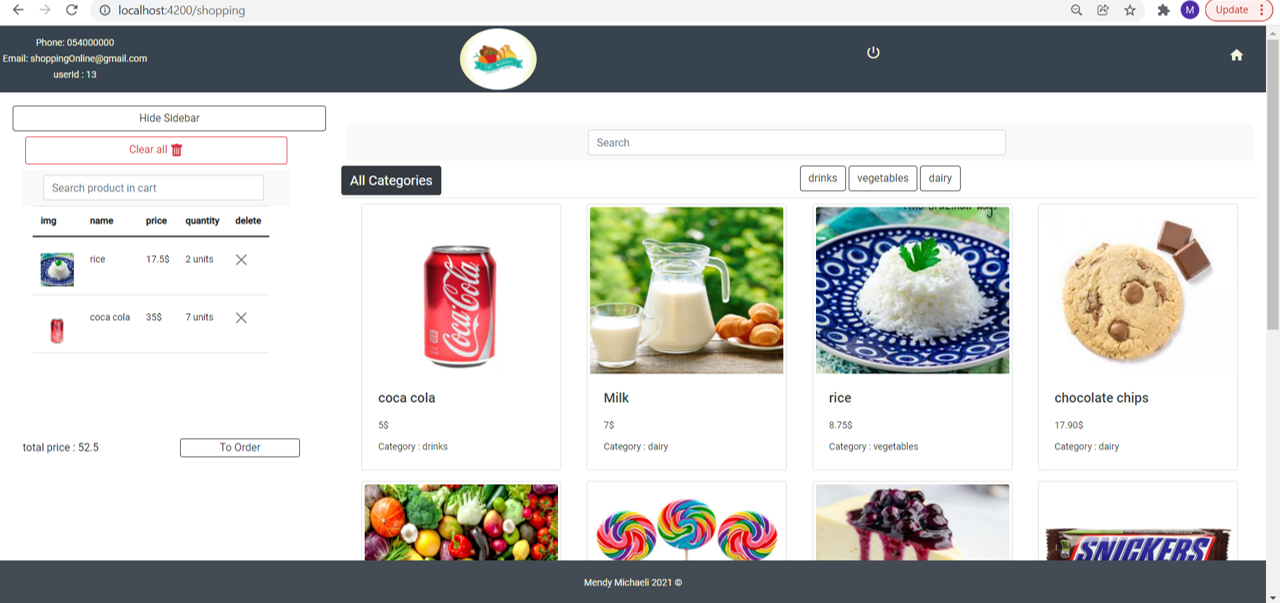 localhost:4200/shopping
M
Update
Phone: 054000000
Email: shoppingOnline@gmail.com
userId : 13
Hide Sidebar
Clear all
Search product in cart
img name price quantity delete
rice 17.5$ 2 units
coca cola 35$ 7 units
total price : 52.5
To Order
Search
All Categories
drinks vegetables dairy
Coca-Cola
coca cola
5$
Category : drinks
Milk
7$
Category : dairy
rice
8.75$
Category : vegetables
chocolate chips
17.90$
Category : dairy
SNICKERS
Mendy Michaeli 2021 ©